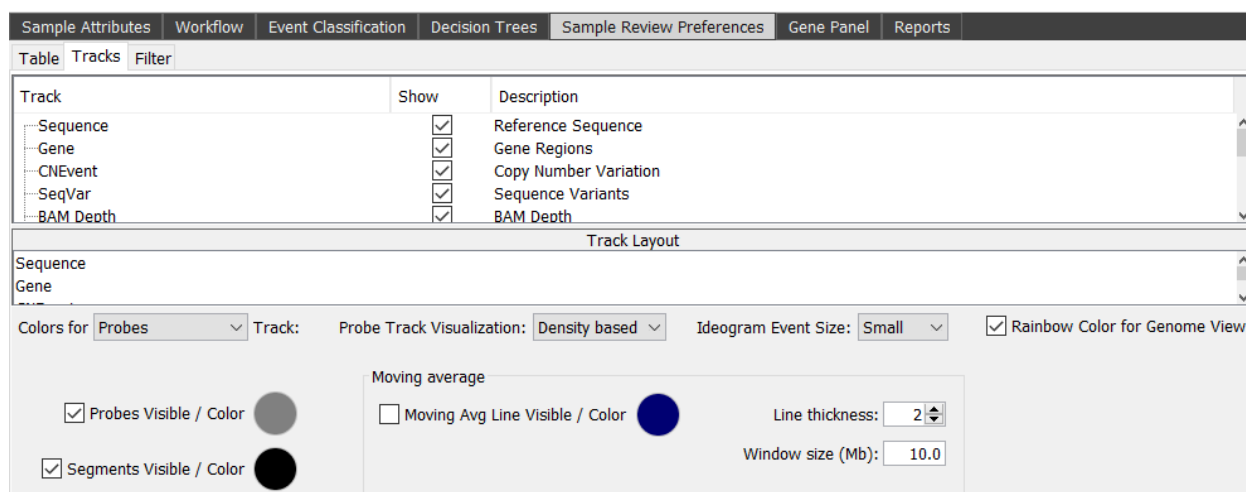 Sample Attributes Workflow Event Classification Decision Trees Sample Review Preferences Gene Panel Reports
Table Tracks Filter
Track Show Description
Sequence Reference Sequence
Gene Gene Regions
CNEvent Copy Number Variation
SeqVar Sequence Variants
BAM Depth BAM Depth
Track Layout
Sequence
Gene
Colors for Probes Track: Probe Track Visualization: Density based Ideogram Event Size: Small Rainbow Color for Genome View
Moving average
Probes Visible / Color Moving Avg Line Visible / Color Line thickness: 2
Window size (Mb): 10.0
Segments Visible / Color